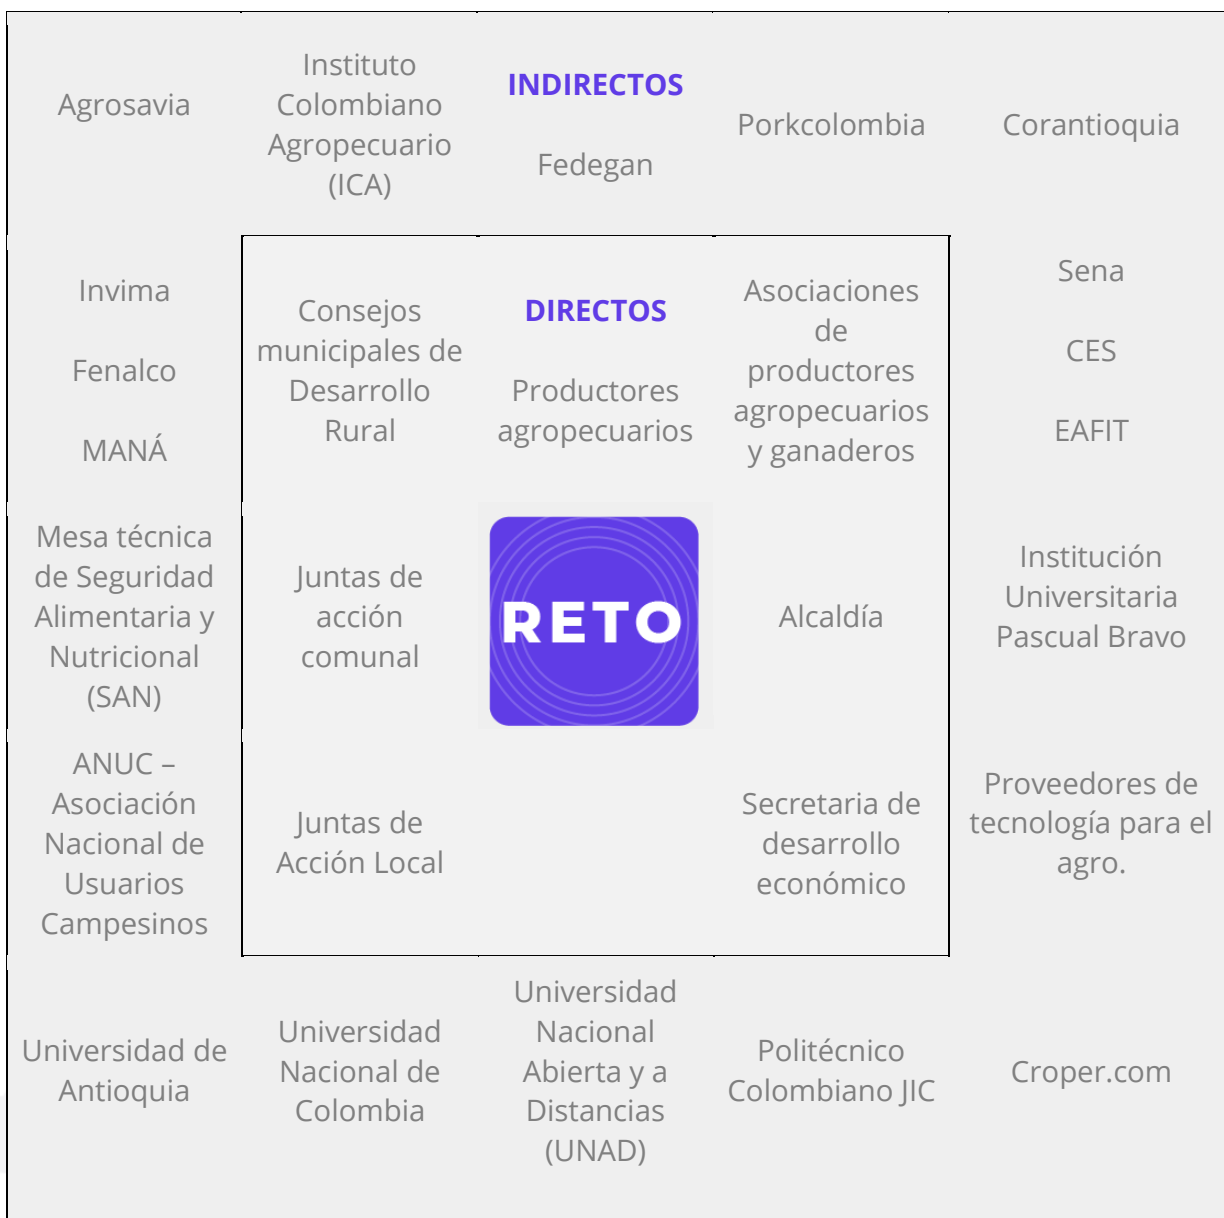 Agrosavia
Instituto
Colombiano
Agropecuario
(ICA)
INDIRECTOS
Fedegan
Porkcolombia
Corantioquia
Invima
Fenalco
MANÁ
Consejos
municipales de
Desarrollo
Rural
DIRECTOS
Productores
agropecuarios
Asociaciones
de
productores
agropecuarios
y ganaderos
Sena
CES
EAFIT
Mesa técnica
de Seguridad
Alimentaria y
Nutricional
(SAN)
Juntas de
acción
comunal
RETO
Alcaldía
Institución
Universitaria
Pascual Bravo
ANUC –
Asociación
Nacional de
Usuarios
Campesinos
Juntas de
Acción Local
Secretaria de
desarrollo
económico
Proveedores de
tecnología para el
agro.
Universidad de
Antioquia
Universidad
Nacional de
Colombia
Universidad
Nacional
Abierta y a
Distancias
(UNAD)
Politécnico
Colombiano JIC
Croper.com